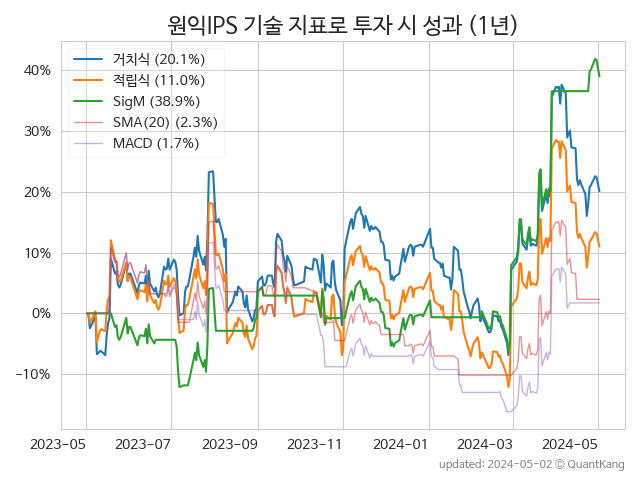 원익IPS 기술 지표로 투자 시 성과 (1년)
거치식 (20.1%)
적립식 (11.0%)
SigM (38.9%)
SMA(20) (2.3%)
MACD (1.7%)
40%
30%
20%
10%
0%
−10%
2023-05 2023-07 2023-09 2023-11 2024-01 2024-03 2024-05
updated: 2024-05-02 © QuantKang